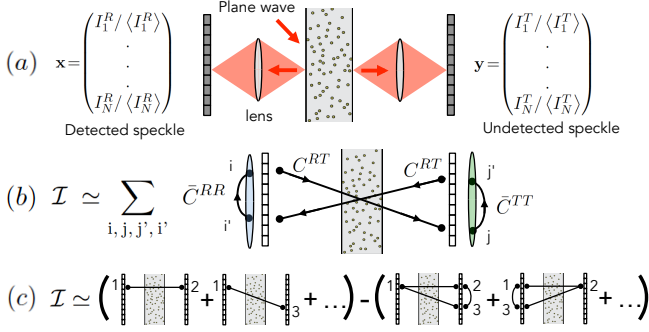 Plane wave
(a) x = ( I_1^R / ⟨I_1^R⟩ . . . I_N^R / ⟨I_N^R⟩ )
y = ( I_1^T / ⟨I_1^T⟩ . . . I_N^T / ⟨I_N^T⟩ )
lens
Detected speckle
Undetected speckle
(b) I ≃ ∑ i, j, j', i'
C̄^RR i i' C^RT C^RT j' j C̄^TT
(c) I ≃ ( 1 2 + 1 3 + ... ) - ( 1 2 3 + 1 3 2 + ... )